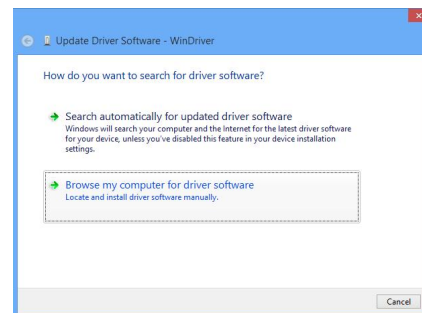 Update Driver Software - WinDriver
How do you want to search for driver software?
Search automatically for updated driver software
Windows will search your computer and the Internet for the latest driver software
for your device, unless you've disabled this feature in your device installation
settings.
Browse my computer for driver software
Locate and install driver software manually.
Cancel